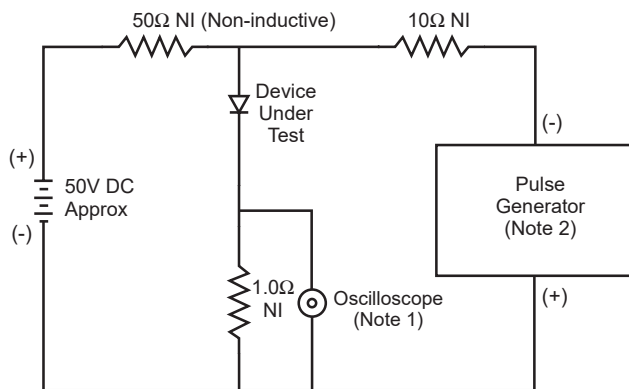 50Ω NI (Non-inductive)
10Ω NI
Device
Under
Test
(-)
(+)
50V DC
Approx
(-)
Pulse
Generator
(Note 2)
1.0Ω
NI
Oscilloscope
(Note 1)
(+)